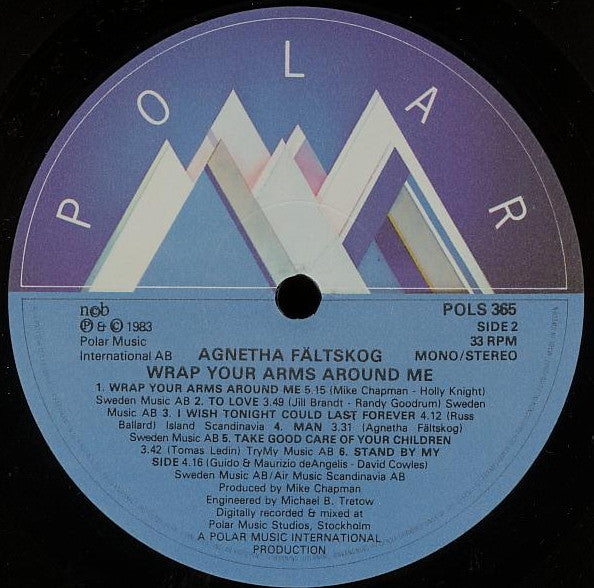 POLAR
ncb
Ⓟ & © 1983
Polar Music
International AB
POLS 365
SIDE 2
33 RPM
MONO/STEREO
AGNETHA FÄLTSKOG
WRAP YOUR ARMS AROUND ME
1. WRAP YOUR ARMS AROUND ME 5.15 (Mike Chapman - Holly Knight)
Sweden Music AB 2. TO LOVE 3.49 (Jill Brandt - Randy Goodrum) Sweden
Music AB 3. I WISH TONIGHT COULD LAST FOREVER 4.12 (Russ
Ballard) Island Scandinavia 4. MAN 3.31 (Agnetha Fältskog)
Sweden Music AB 5. TAKE GOOD CARE OF YOUR CHILDREN
3.42 (Tomas Ledin) TryMy Music AB 6. STAND BY MY
SIDE 4.16 (Guido & Maurizio deAngelis - David Cowles)
Sweden Music AB/Air Music Scandinavia AB
Produced by Mike Chapman
Engineered by Michael B. Tretow
Digitally recorded & mixed at
Polar Music Studios, Stockholm
A POLAR MUSIC INTERNATIONAL
PRODUCTION